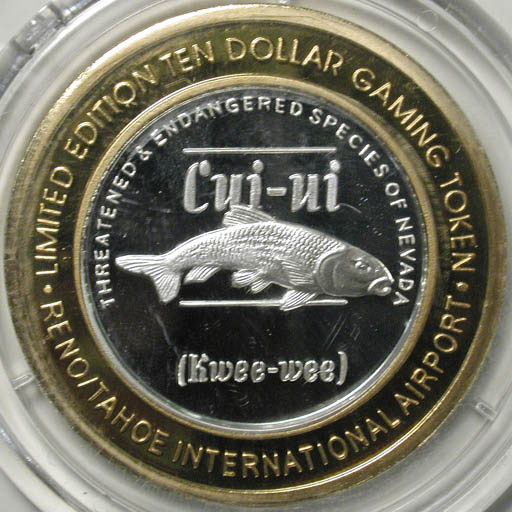 • LIMITED EDITION TEN DOLLAR GAMING TOKEN •
RENO/TAHOE INTERNATIONAL AIRPORT
THREATENED & ENDANGERED SPECIES OF NEVADA
Cui-ui
(Kwee-wee)